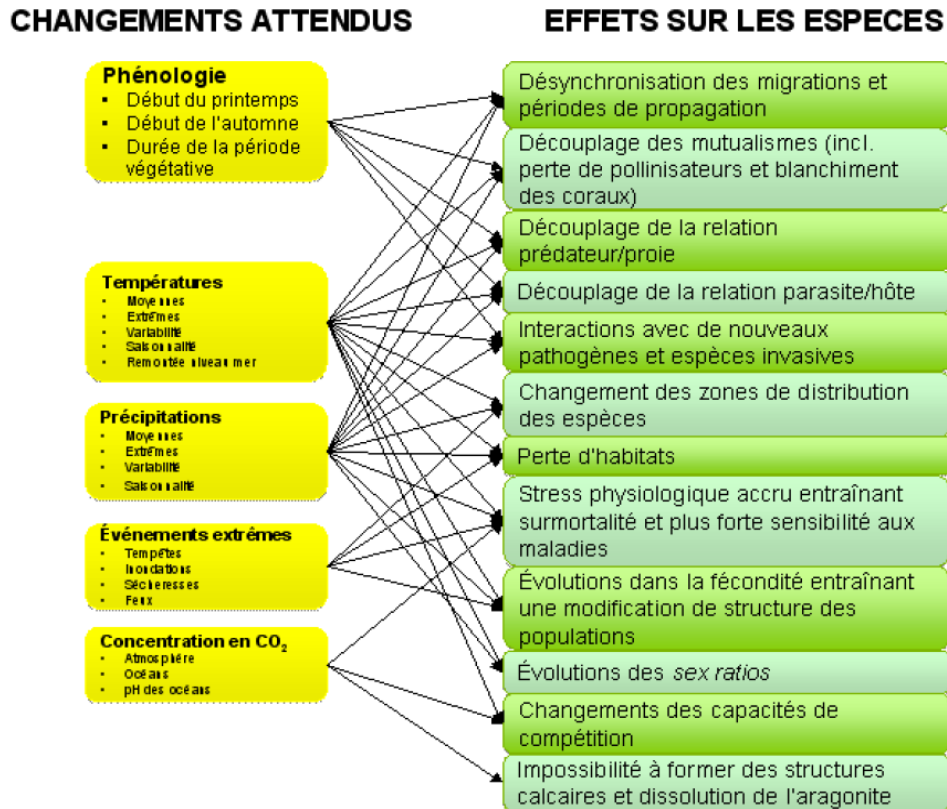 CHANGEMENTS ATTENDUS
EFFETS SUR LES ESPECES
Phénologie
▪ Début du printemps
▪ Début de l'automne
▪ Durée de la période
végétative
Températures
• Moyennes
• Extrêmes
• Variabilité
• Saisonnalité
• Remontée niveau mer
Précipitations
• Moyennes
• Extrêmes
• Variabilité
• Saisonnalité
Événements extrêmes
• Tempêtes
• Inondations
• Sécheresses
• Feux
Concentration en CO₂
• Atmosphère
• Océans
• pH des océans
Désynchronisation des migrations et
périodes de propagation
Découplage des mutualismes (incl.
perte de pollinisateurs et blanchiment
des coraux)
Découplage de la relation
prédateur/proie
Découplage de la relation parasite/hôte
Interactions avec de nouveaux
pathogènes et espèces invasives
Changement des zones de distribution
des espèces
Perte d'habitats
Stress physiologique accru entraînant
surmortalité et plus forte sensibilité aux
maladies
Évolutions dans la fécondité entraînant
une modification de structure des
populations
Évolutions des sex ratios
Changements des capacités de
compétition
Impossibilité à former des structures
calcaires et dissolution de l'aragonite